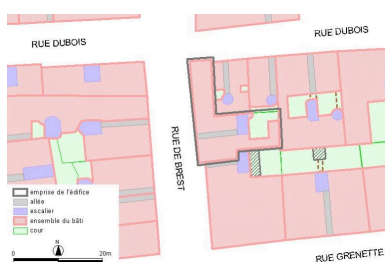 RUE DUBOIS
RUE DUBOIS
RUE DE BREST
emprise de l'édifice
allée
escalier
ensemble du bâti
cour
N
0 20m
RUE GRENETTE